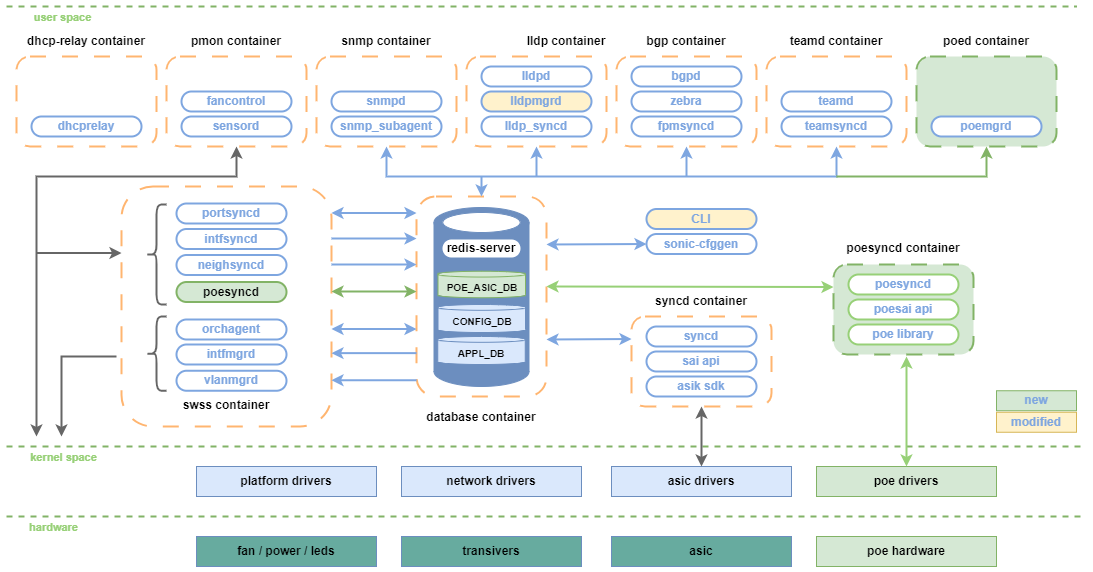 user space
dhcp-relay container
pmon container
snmp container
lldp container
bgp container
teamd container
poed container
dhcprelay
fancontrol
sensord
snmpd
snmp_subagent
lldpd
lldpmgrd
lldp_syncd
bgpd
zebra
fpmsyncd
teamd
teamsyncd
poemgrd
portsyncd
intfsyncd
neighsyncd
poesyncd
orchagent
intfmgrd
vlanmgrd
swss container
redis-server
POE_ASIC_DB
CONFIG_DB
APPL_DB
database container
CLI
sonic-cfggen
syncd container
syncd
sai api
asik sdk
poesyncd container
poesyncd
poesai api
poe library
new
modified
kernel space
platform drivers
network drivers
asic drivers
poe drivers
hardware
fan / power / leds
transivers
asic
poe hardware